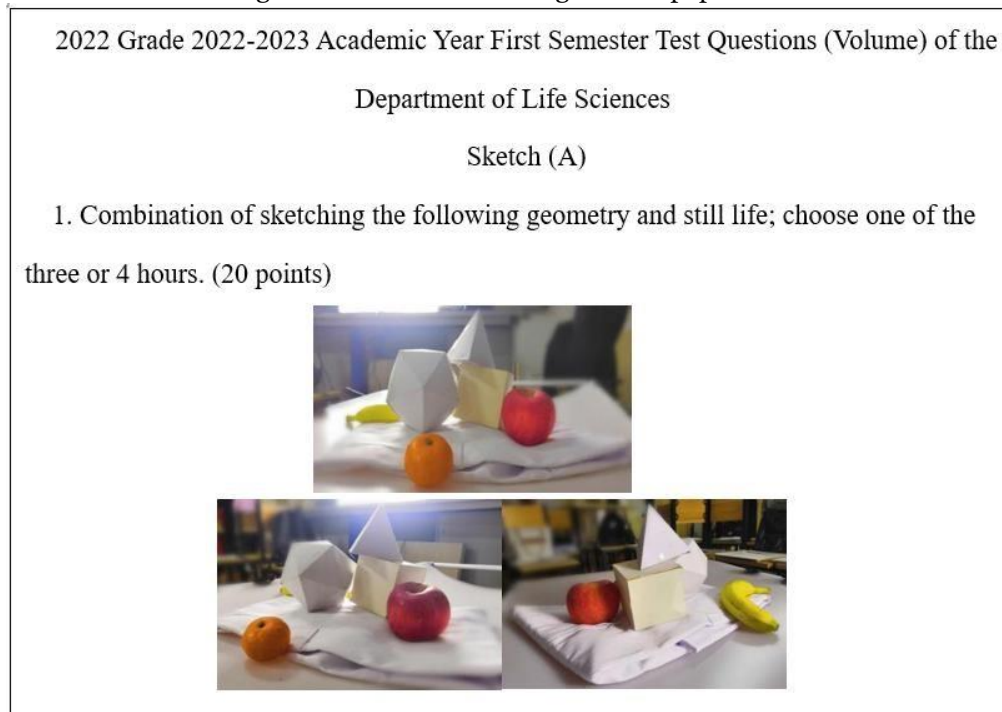 2022 Grade 2022-2023 Academic Year First Semester Test Questions (Volume) of the
Department of Life Sciences
Sketch (A)
1. Combination of sketching the following geometry and still life; choose one of the
three or 4 hours. (20 points)